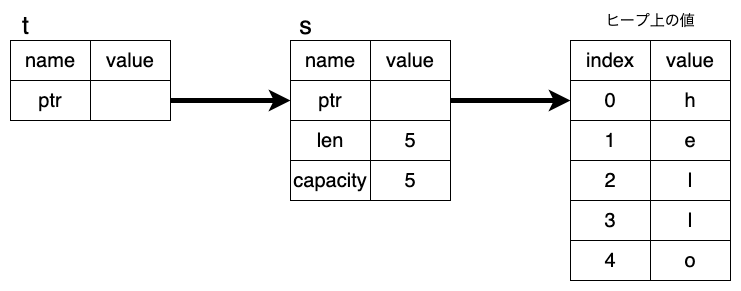 t
name value
ptr
s
name value
ptr
len 5
capacity 5
ヒープ上の値
index value
0 h
1 e
2 l
3 l
4 o